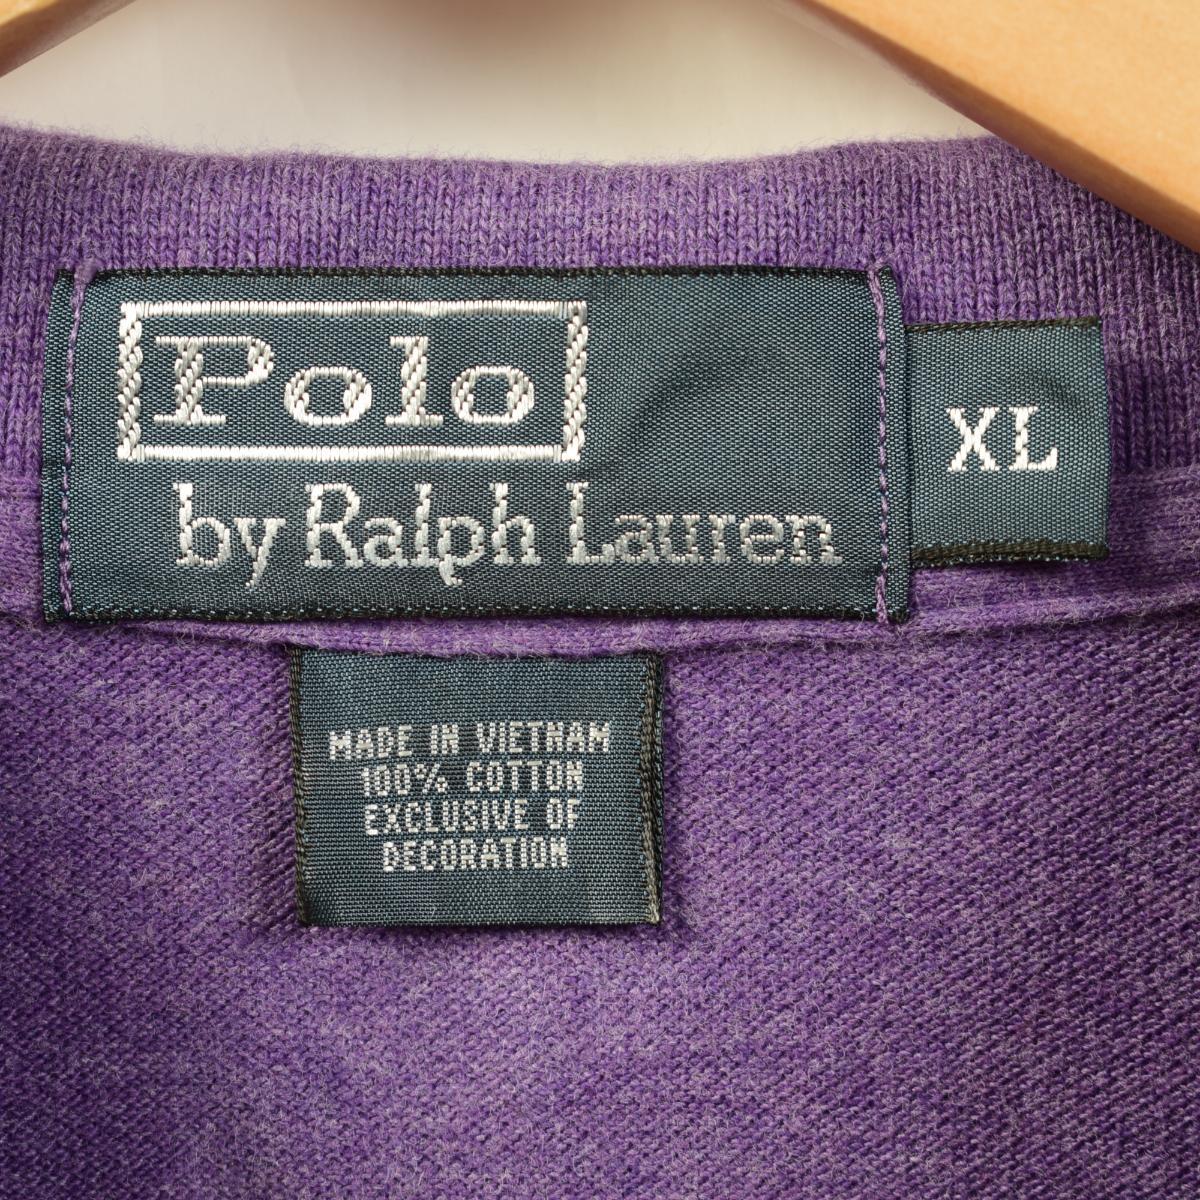 Polo
by Ralph Lauren
XL
MADE IN VIETNAM
100% COTTON
EXCLUSIVE OF
DECORATION